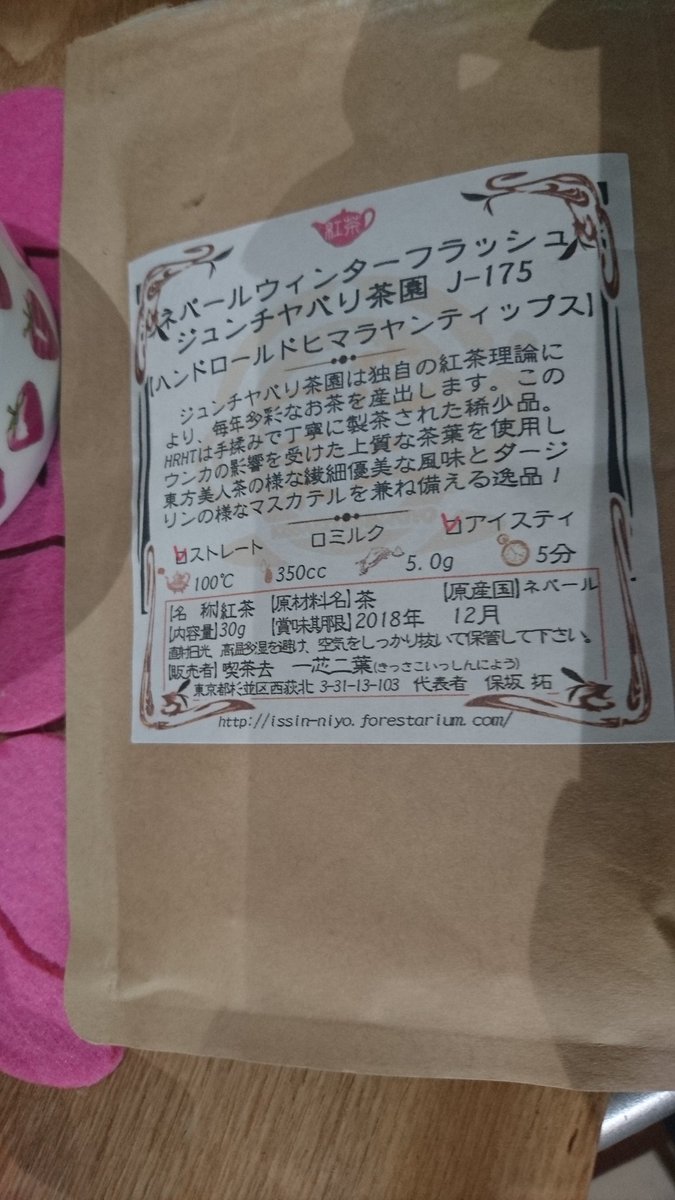 紅茶
ネパールウィンターフラッシュ
ジュンチヤバリ茶園 J-175
【ハンドロールドヒマラヤンティップス】
ジュンチヤバリ茶園は独自の紅茶理論に
より、毎年多彩なお茶を産出します。この
HRHTは手揉みで丁寧に製茶された稀少品。
ウンカの影響を受けた上質な茶葉を使用し
東方美人茶の様な繊細優美な風味とダージ
リンの様なマスカテルを兼ね備える逸品！
☑ストレート □ミルク ☑アイスティ
100℃ 350cc 5.0g 5分
【名 称】紅茶 【原材料名】茶 【原産国】ネパール
【内容量】30g 【賞味期限】2018年 12月
直射日光、高温多湿を避け、空気をしっかり抜いて保管して下さい。
【販売者】喫茶去 一芯二葉(きっさこいっしんによう)
東京都杉並区西荻北 3-31-13-103 代表者 保坂 拓
http://issin-niyo.forestarium.com/